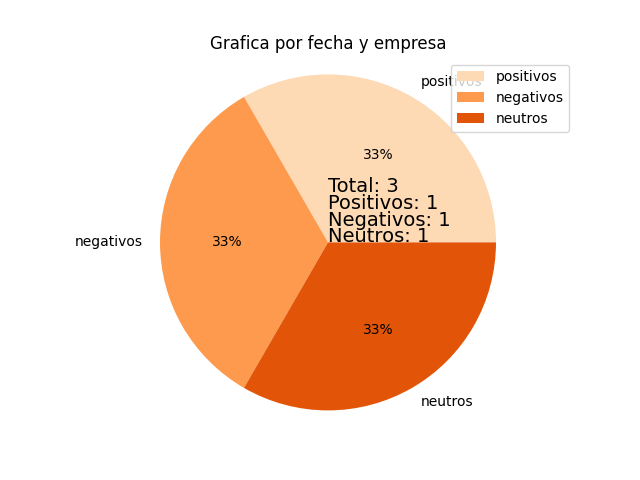 Grafica por fecha y empresa
positivos
positivos
negativos
neutros
33%
Total: 3
Positivos: 1
Negativos: 1
Neutros: 1
negativos
33%
33%
neutros